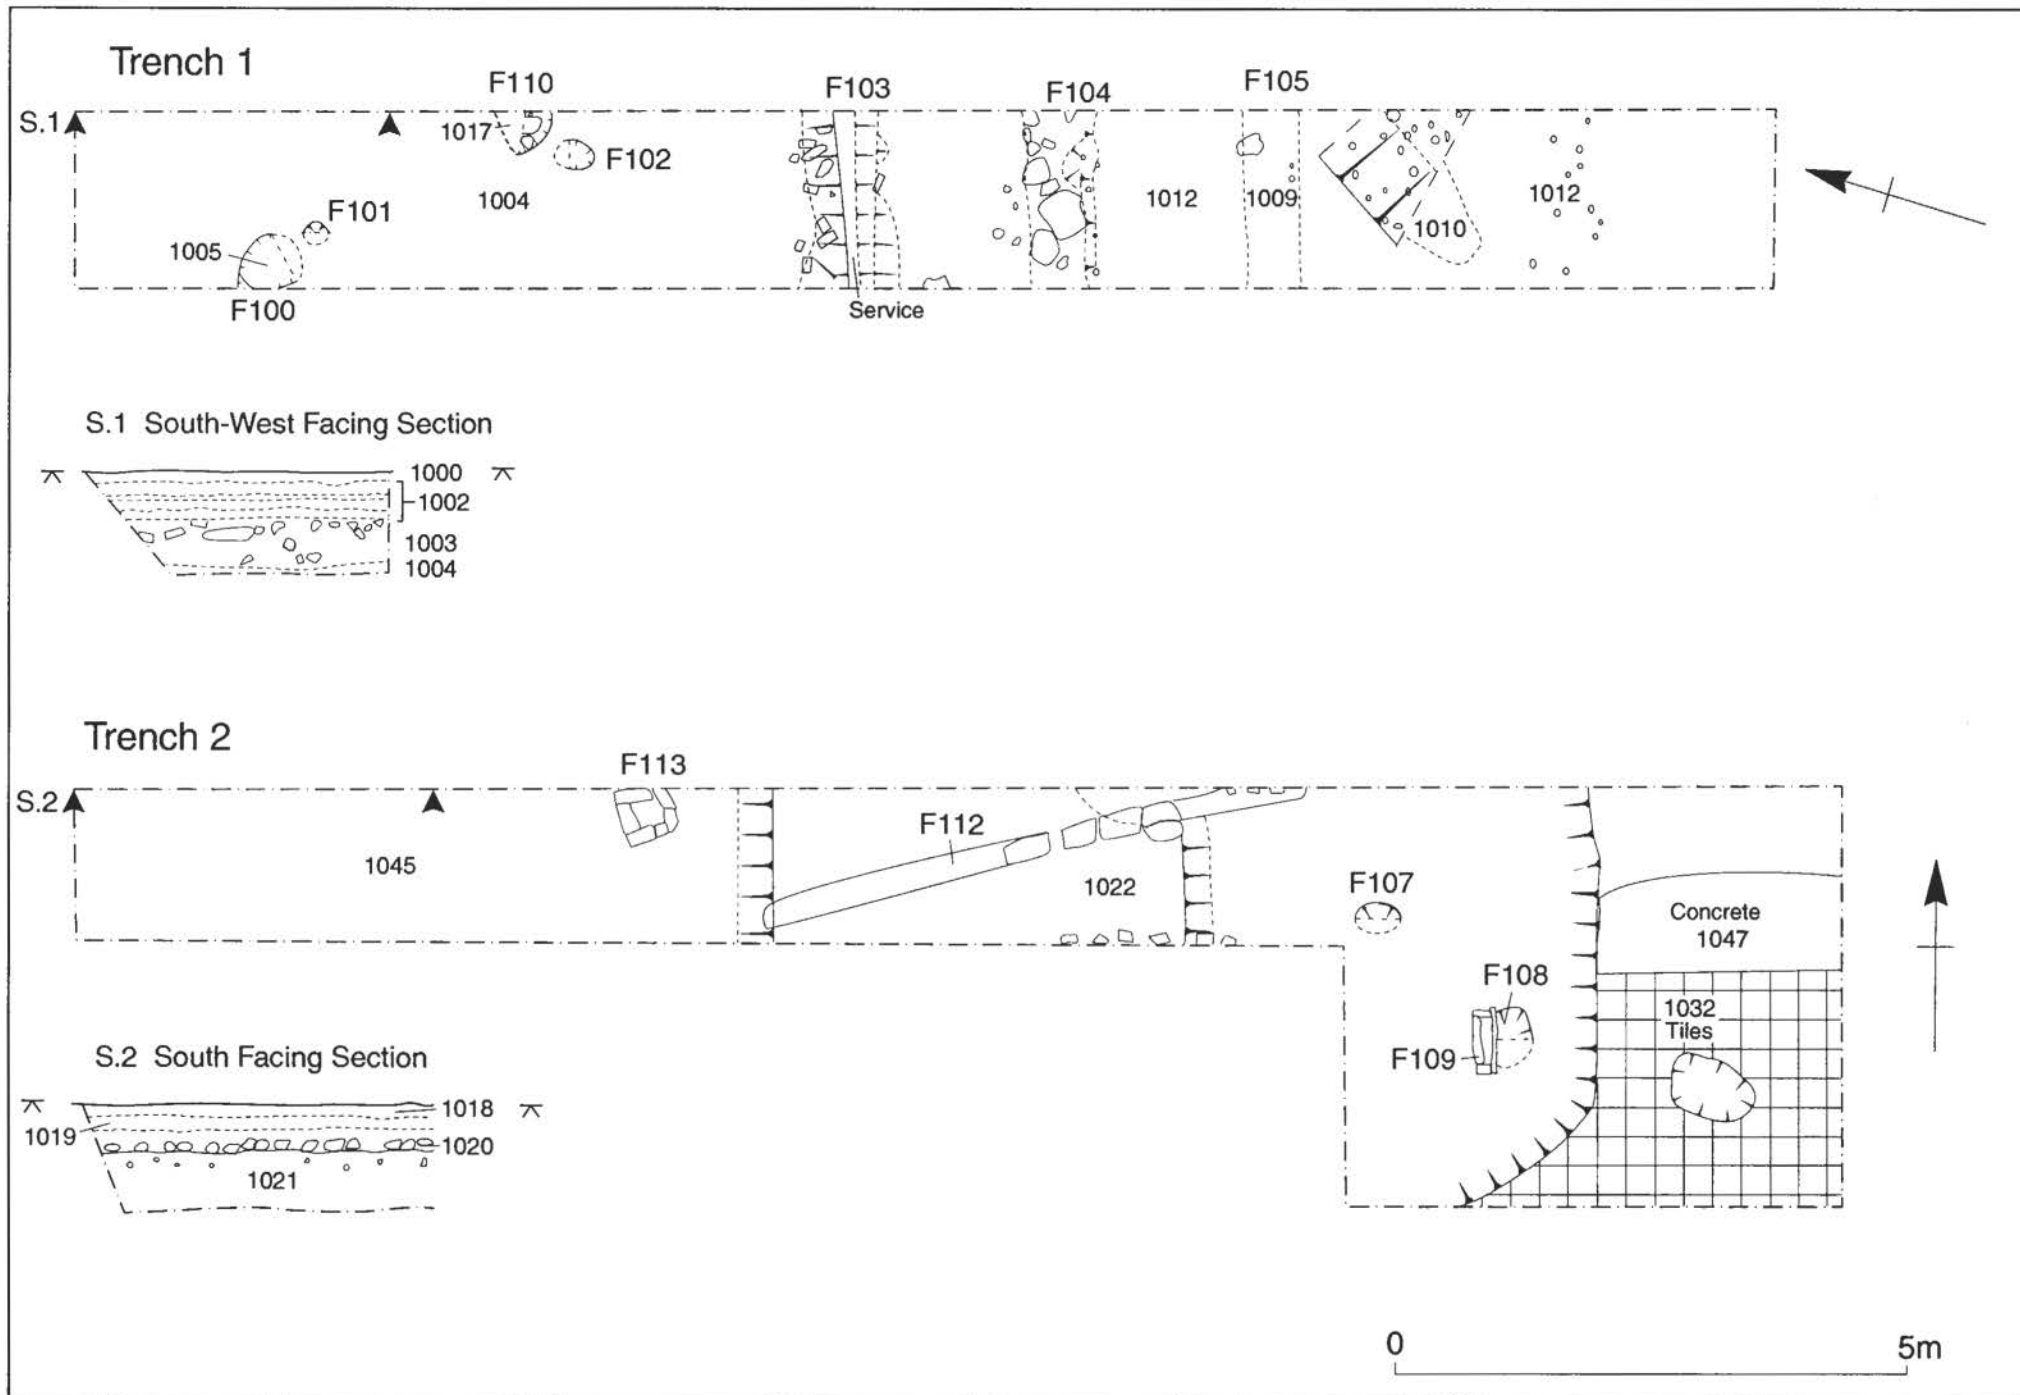 Trench 1
F110
F103
F104
F105
S.1
1017
F102
1004
F101
1005
F100
1012
1009
1010
1012
Service
S.1 South-West Facing Section
1000
1002
1003
1004
Trench 2
F113
S.2
F112
1045
1022
F107
Concrete
1047
F108
1032
Tiles
F109
S.2 South Facing Section
1018
1019
1020
1021
0
5m